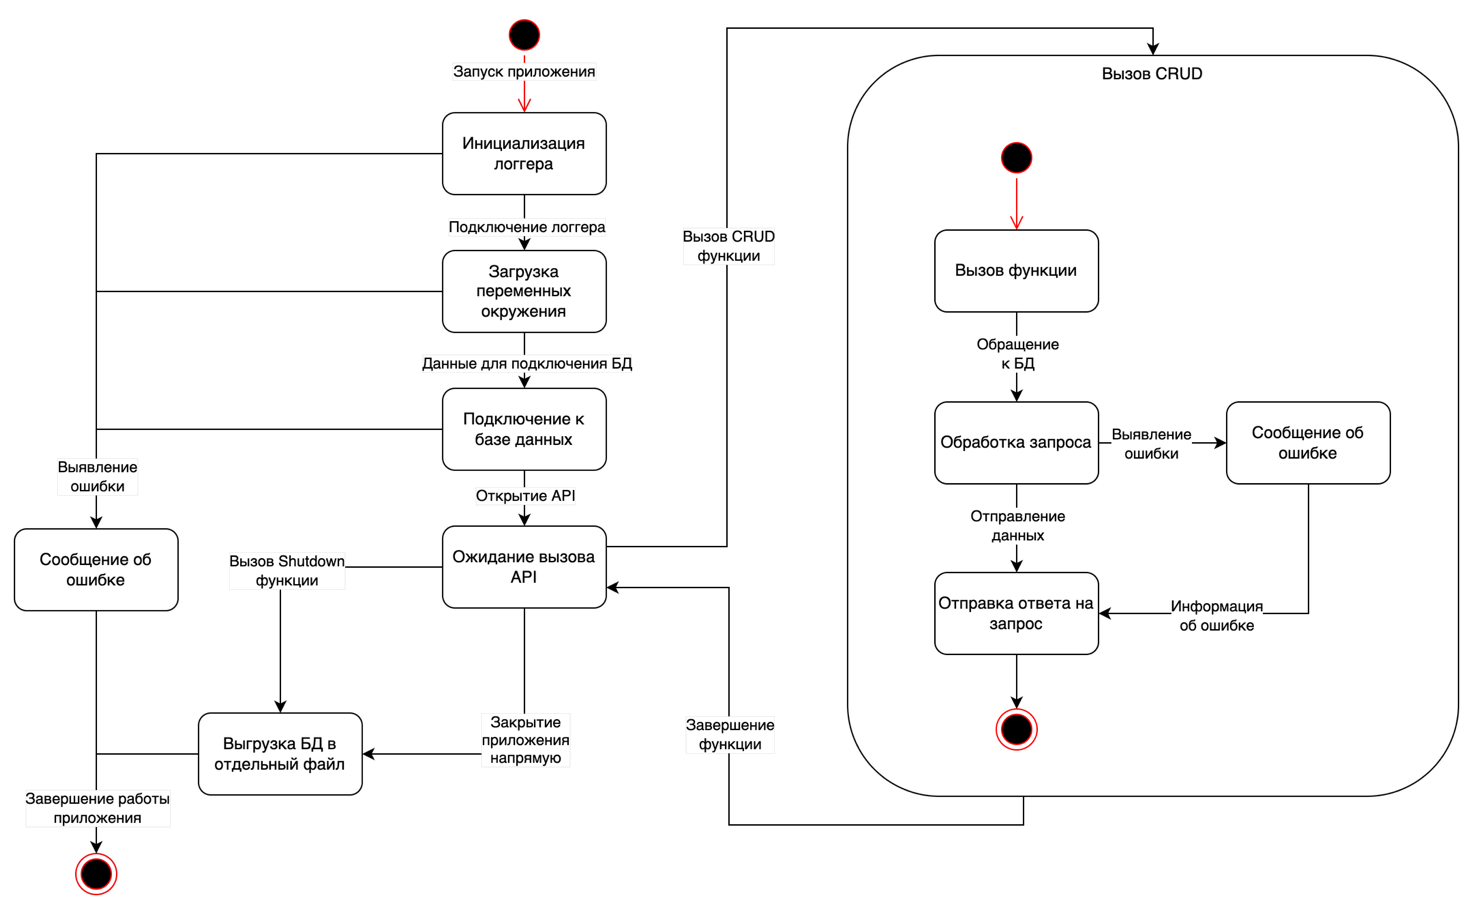 Запуск приложения
Инициализация
логгера
Подключение логгера
Загрузка
переменных
окружения
Данные для подключения БД
Подключение к
базе данных
Выявление
ошибки
Открытие API
Сообщение об
ошибке
Вызов Shutdown
функции
Ожидание вызова
API
Выгрузка БД в
отдельный файл
Закрытие
приложения
напрямую
Завершение работы
приложения
Вызов CRUD
функции
Завершение
функции
Вызов CRUD
Вызов функции
Обращение
к БД
Обработка запроса
Выявление
ошибки
Сообщение об
ошибке
Отправление
данных
Отправка ответа на
запрос
Информация
об ошибке